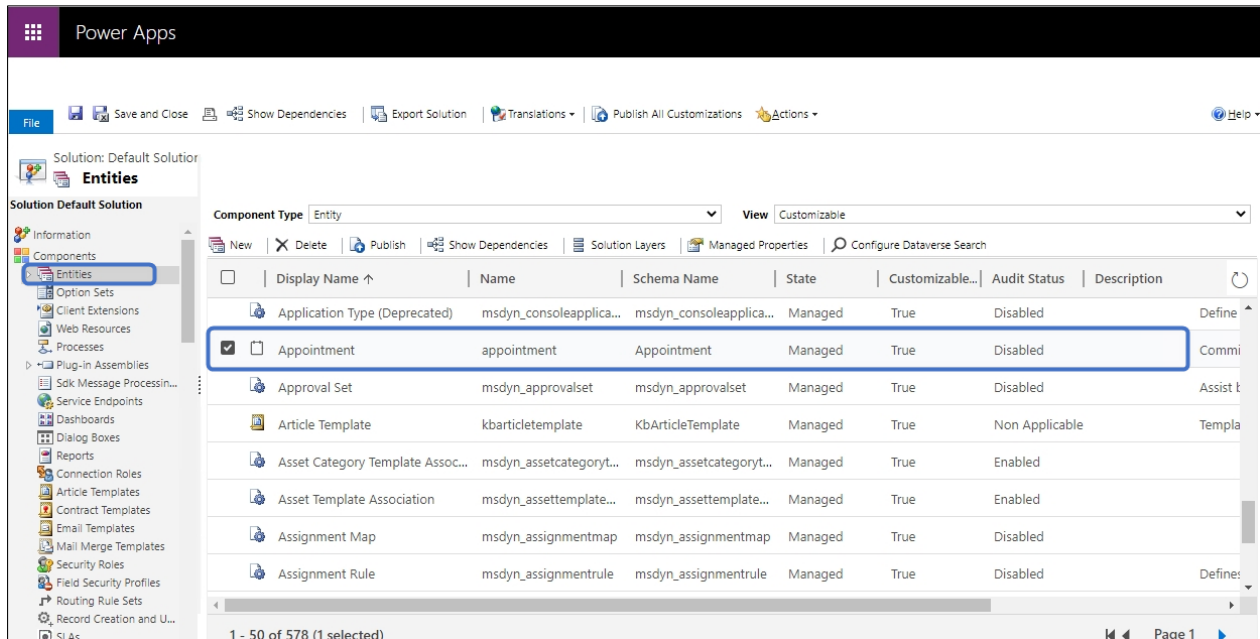 Power Apps
File Save and Close Show Dependencies Export Solution Translations Publish All Customizations Actions Help
Solution: Default Solution
Entities
Solution Default Solution
Information
Components
Entities
Option Sets
Client Extensions
Web Resources
Processes
Plug-in Assemblies
Sdk Message Processin...
Service Endpoints
Dashboards
Dialog Boxes
Reports
Connection Roles
Article Templates
Contract Templates
Email Templates
Mail Merge Templates
Security Roles
Field Security Profiles
Routing Rule Sets
Record Creation and U...
SLAs
Component Type Entity View Customizable
New Delete Publish Show Dependencies Solution Layers Managed Properties Configure Dataverse Search
Display Name ↑ Name Schema Name State Customizable... Audit Status Description
Application Type (Deprecated) msdyn_consoleapplica... msdyn_consoleapplica... Managed True Disabled Define
Appointment appointment Appointment Managed True Disabled Commi
Approval Set msdyn_approvalset msdyn_approvalset Managed True Disabled Assist b
Article Template kbarticletemplate KbArticleTemplate Managed True Non Applicable Templa
Asset Category Template Assoc... msdyn_assetcategoryt... msdyn_assetcategoryt... Managed True Enabled
Asset Template Association msdyn_assettemplate... msdyn_assettemplate... Managed True Enabled
Assignment Map msdyn_assignmentmap msdyn_assignmentmap Managed True Disabled
Assignment Rule msdyn_assignmentrule msdyn_assignmentrule Managed True Disabled Defines
1 - 50 of 578 (1 selected) Page 1